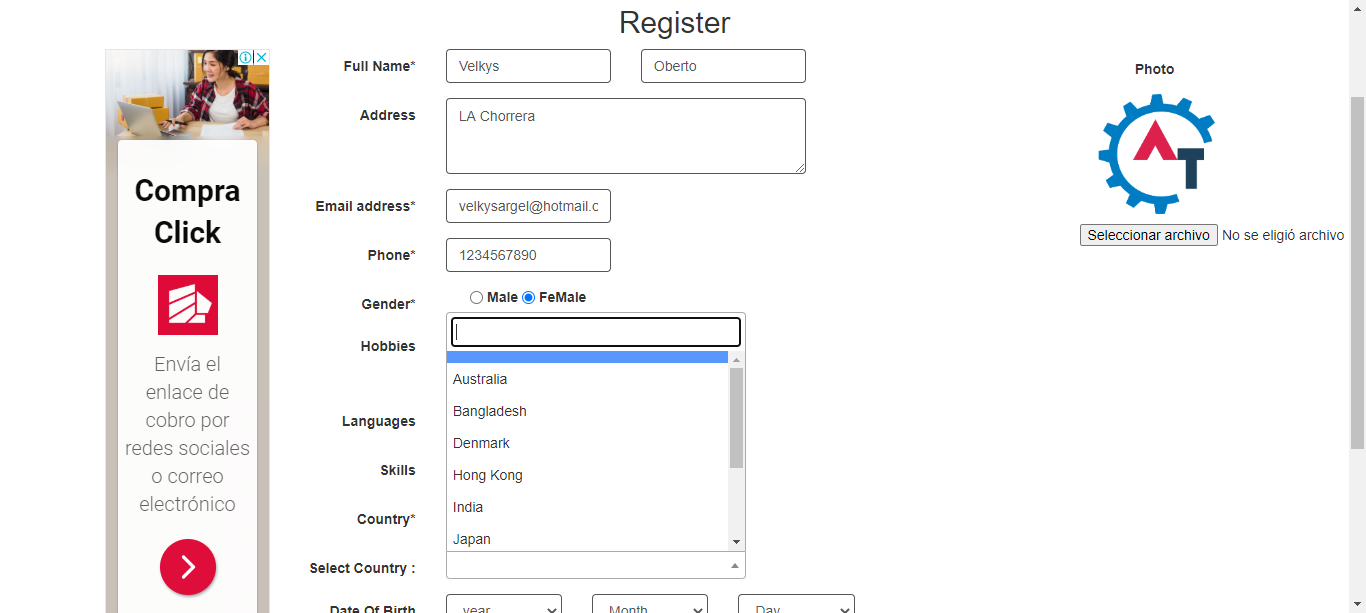 Register
Full Name*
Velkys
Oberto
Photo
Address
LA Chorrera
AT
Email address*
velkysargel@hotmail.c
Seleccionar archivo No se eligió archivo
Phone*
1234567890
Gender*
Male FeMale
Hobbies
Australia
Bangladesh
Denmark
Hong Kong
India
Japan
Languages
Skills
Country*
Select Country :
Date Of Birth
year
Month
Day
Compra
Click
Envía el
enlace de
cobro por
redes sociales
o correo
electrónico